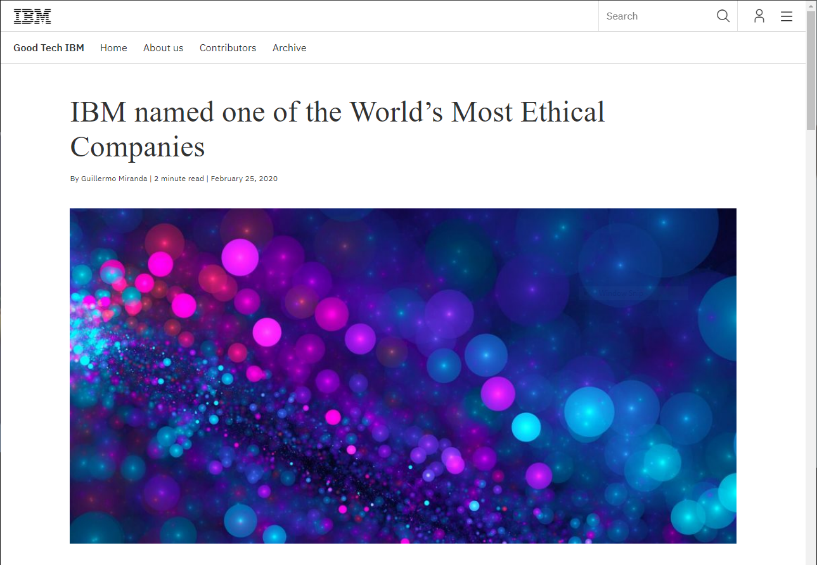 IBM
Search
Good Tech IBM Home About us Contributors Archive
IBM named one of the World’s Most Ethical
Companies
By Guillermo Miranda | 2 minute read | February 25, 2020